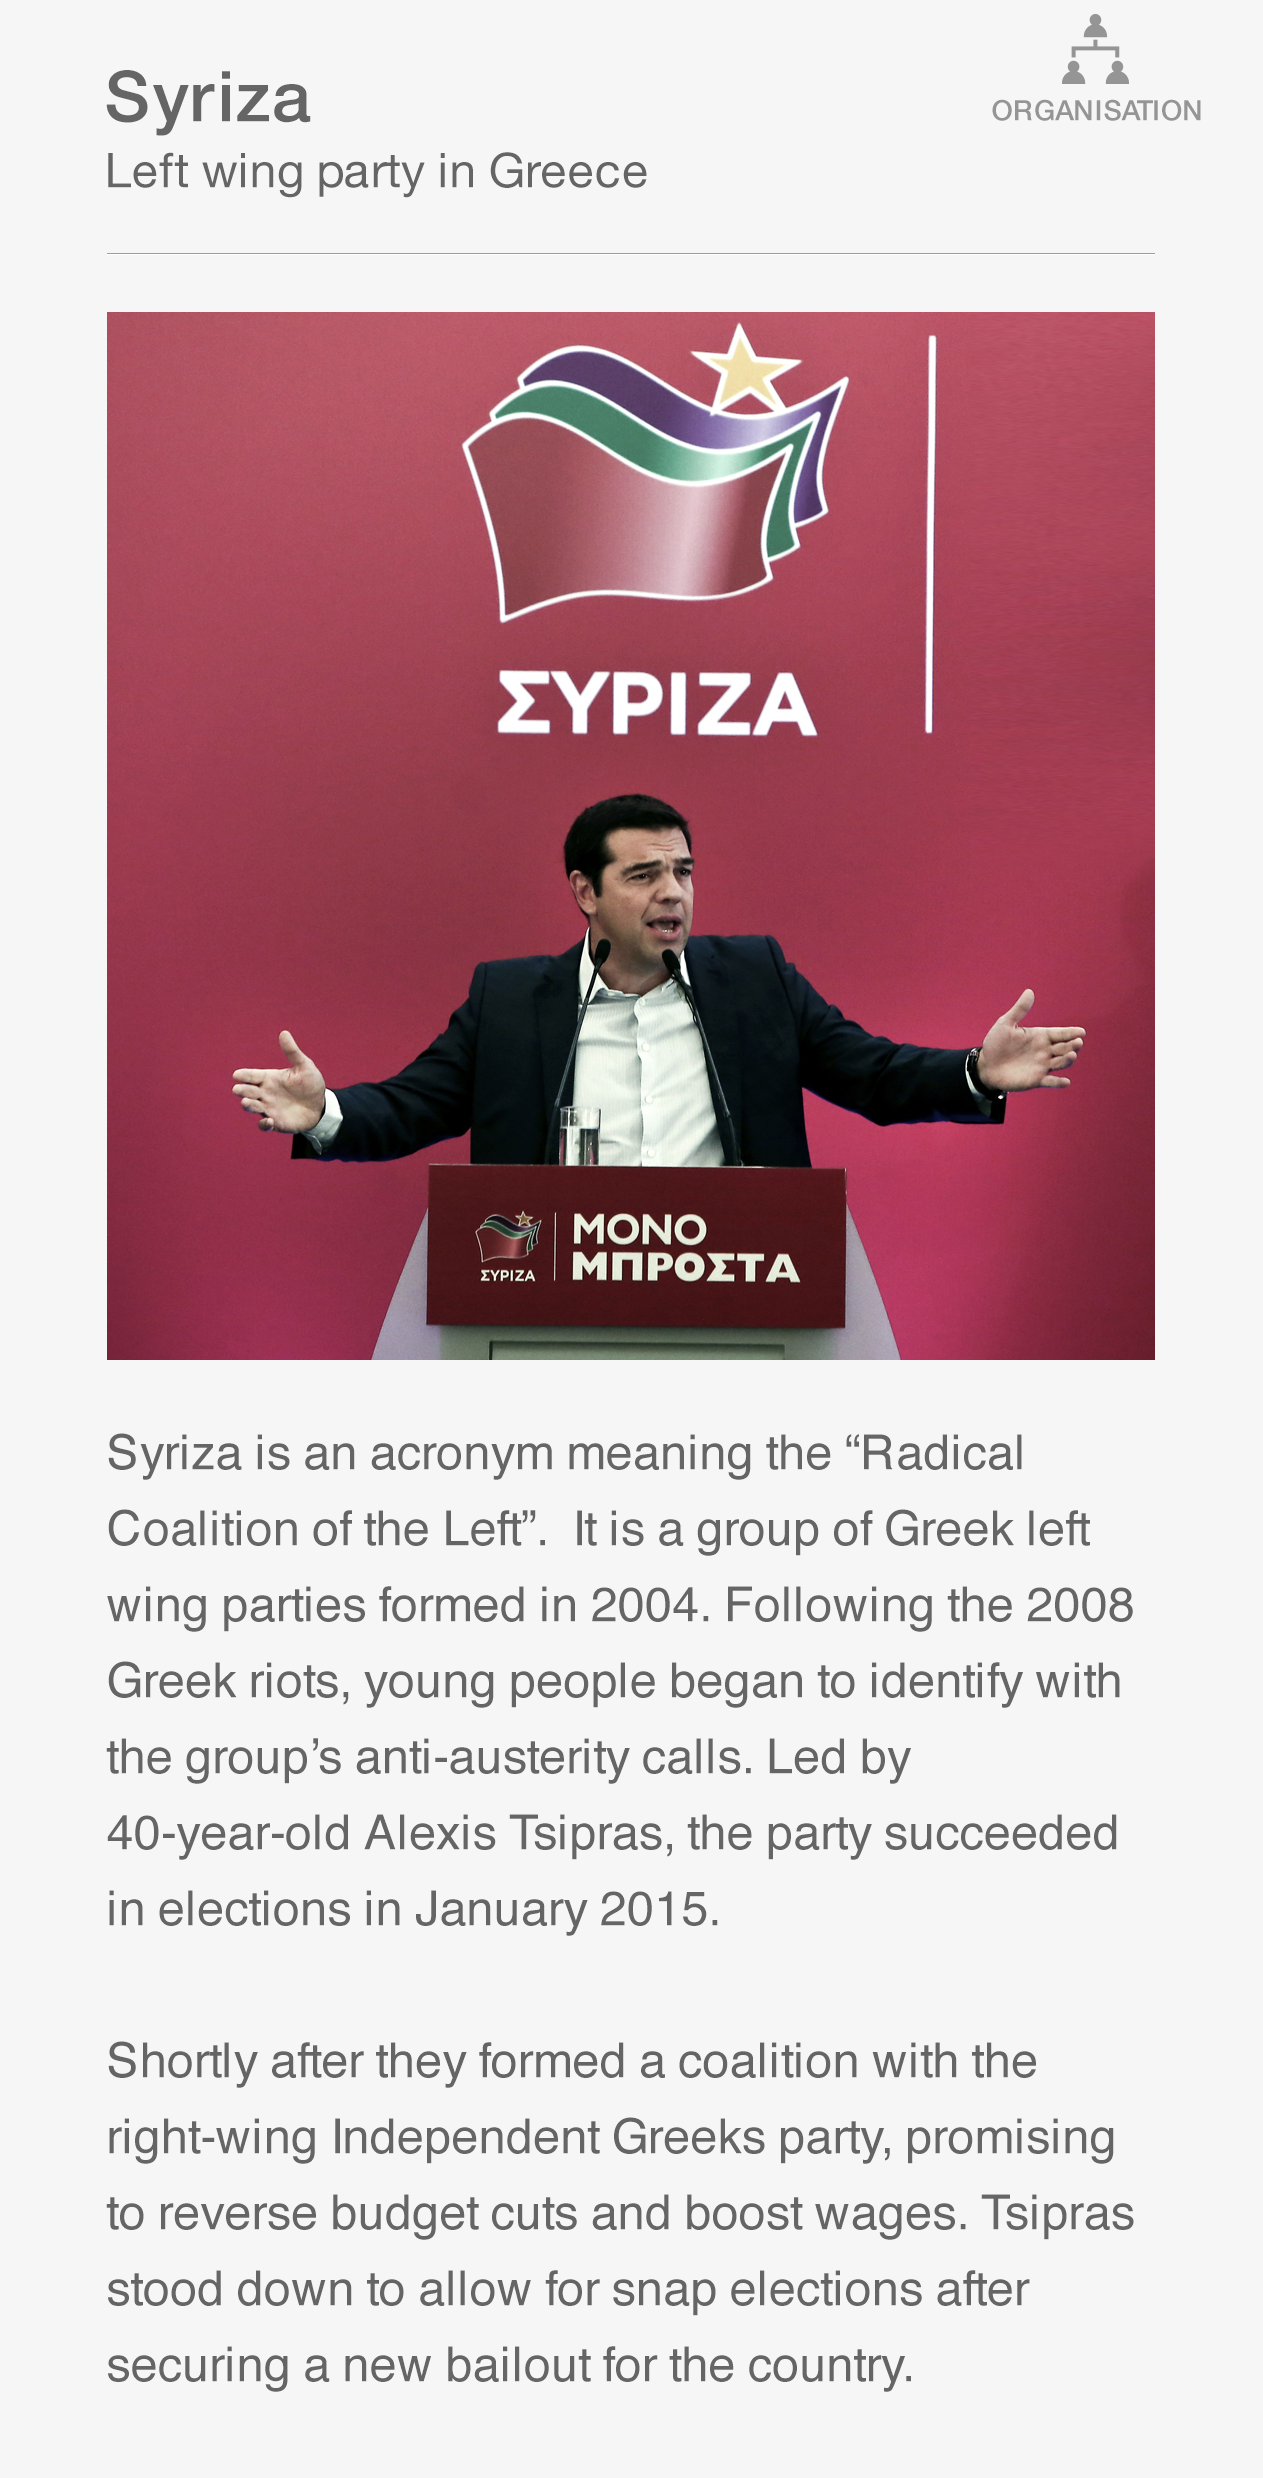 ORGANISATION
Syriza
Left wing party in Greece
ΣΥΡΙΖΑ
ΣΥΡΙΖΑ
ΜΟΝΟ
ΜΠΡΟΣΤΑ
Syriza is an acronym meaning the “Radical
Coalition of the Left”.  It is a group of Greek left
wing parties formed in 2004. Following the 2008
Greek riots, young people began to identify with
the group’s anti-austerity calls. Led by
40-year-old Alexis Tsipras, the party succeeded
in elections in January 2015.
Shortly after they formed a coalition with the
right-wing Independent Greeks party, promising
to reverse budget cuts and boost wages. Tsipras
stood down to allow for snap elections after
securing a new bailout for the country.